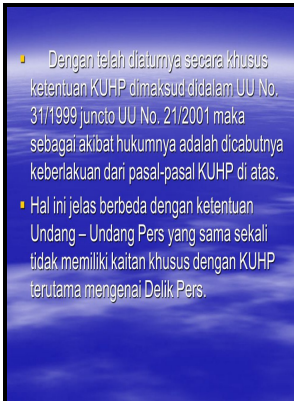 Dengan telah diaturnya secara khusus
ketentuan KUHP dimaksud didalam UU No.
31/1999 juncto UU No. 21/2001 maka
sebagai akibat hukumnya adalah dicabutnya
keberlakuan dari pasal-pasal KUHP di atas.
Hal ini jelas berbeda dengan ketentuan
Undang – Undang Pers yang sama sekali
tidak memiliki kaitan khusus dengan KUHP
terutama mengenai Delik Pers.